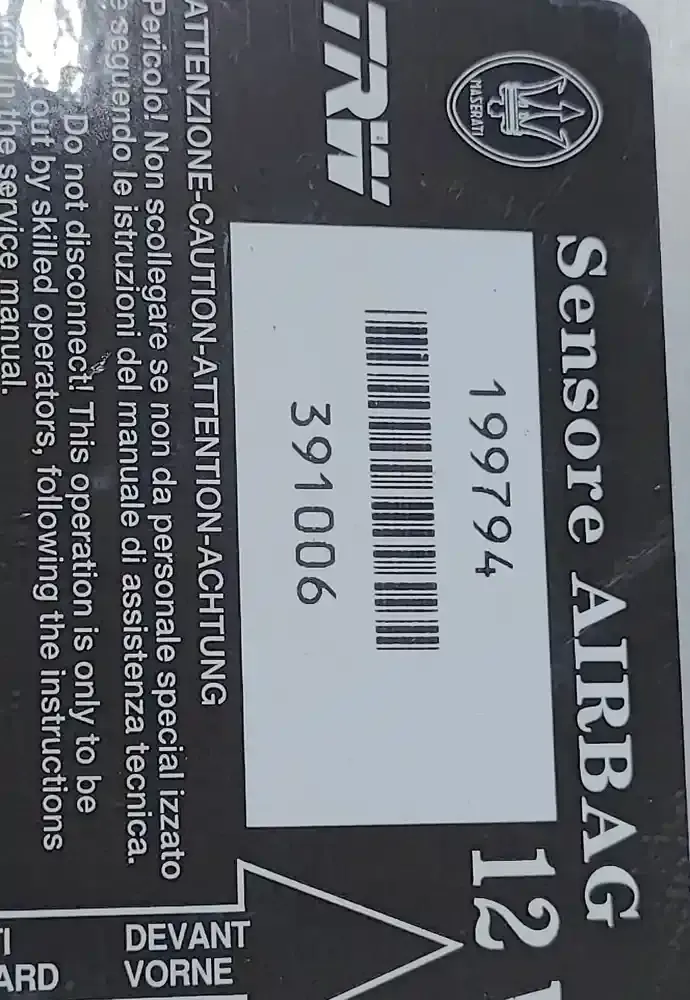 MASERATI
Sensore AIRBAG 12
TRW
199794
391006
ATTENZIONE-CAUTION-ATTENTION-ACHTUNG
Pericolo! Non scollegare se non da personale special izzato
e seguendo le istruzioni del manuale di assistenza tecnica.
Do not disconnect! This operation is only to be
out by skilled operators, following the instructions
in the service manual.
DEVANT
VORNE